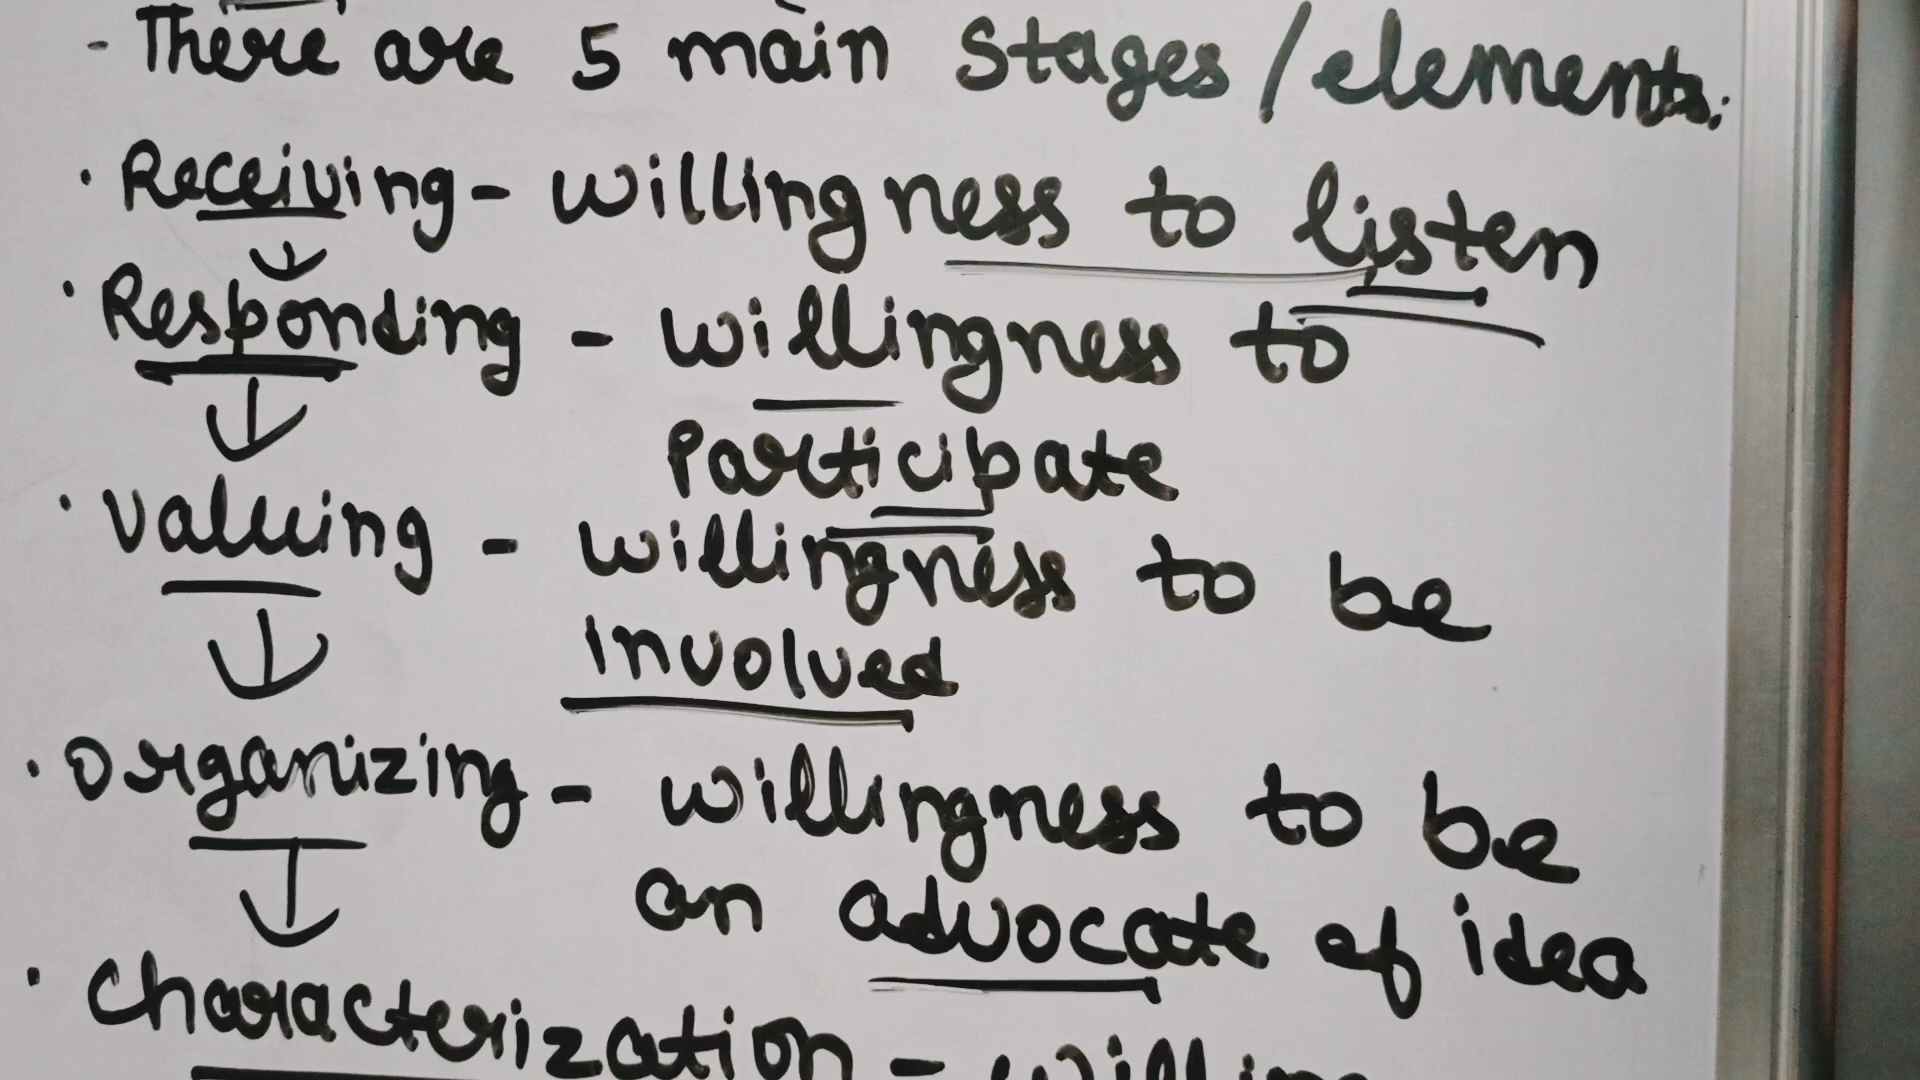 - There are 5 main stages/elements:
· Receiving - willingness to listen
· Responding - willingness to
Participate
· Valuing - willingness to be
involved
· Organizing - willingness to be
an advocate of idea
· Characterization -